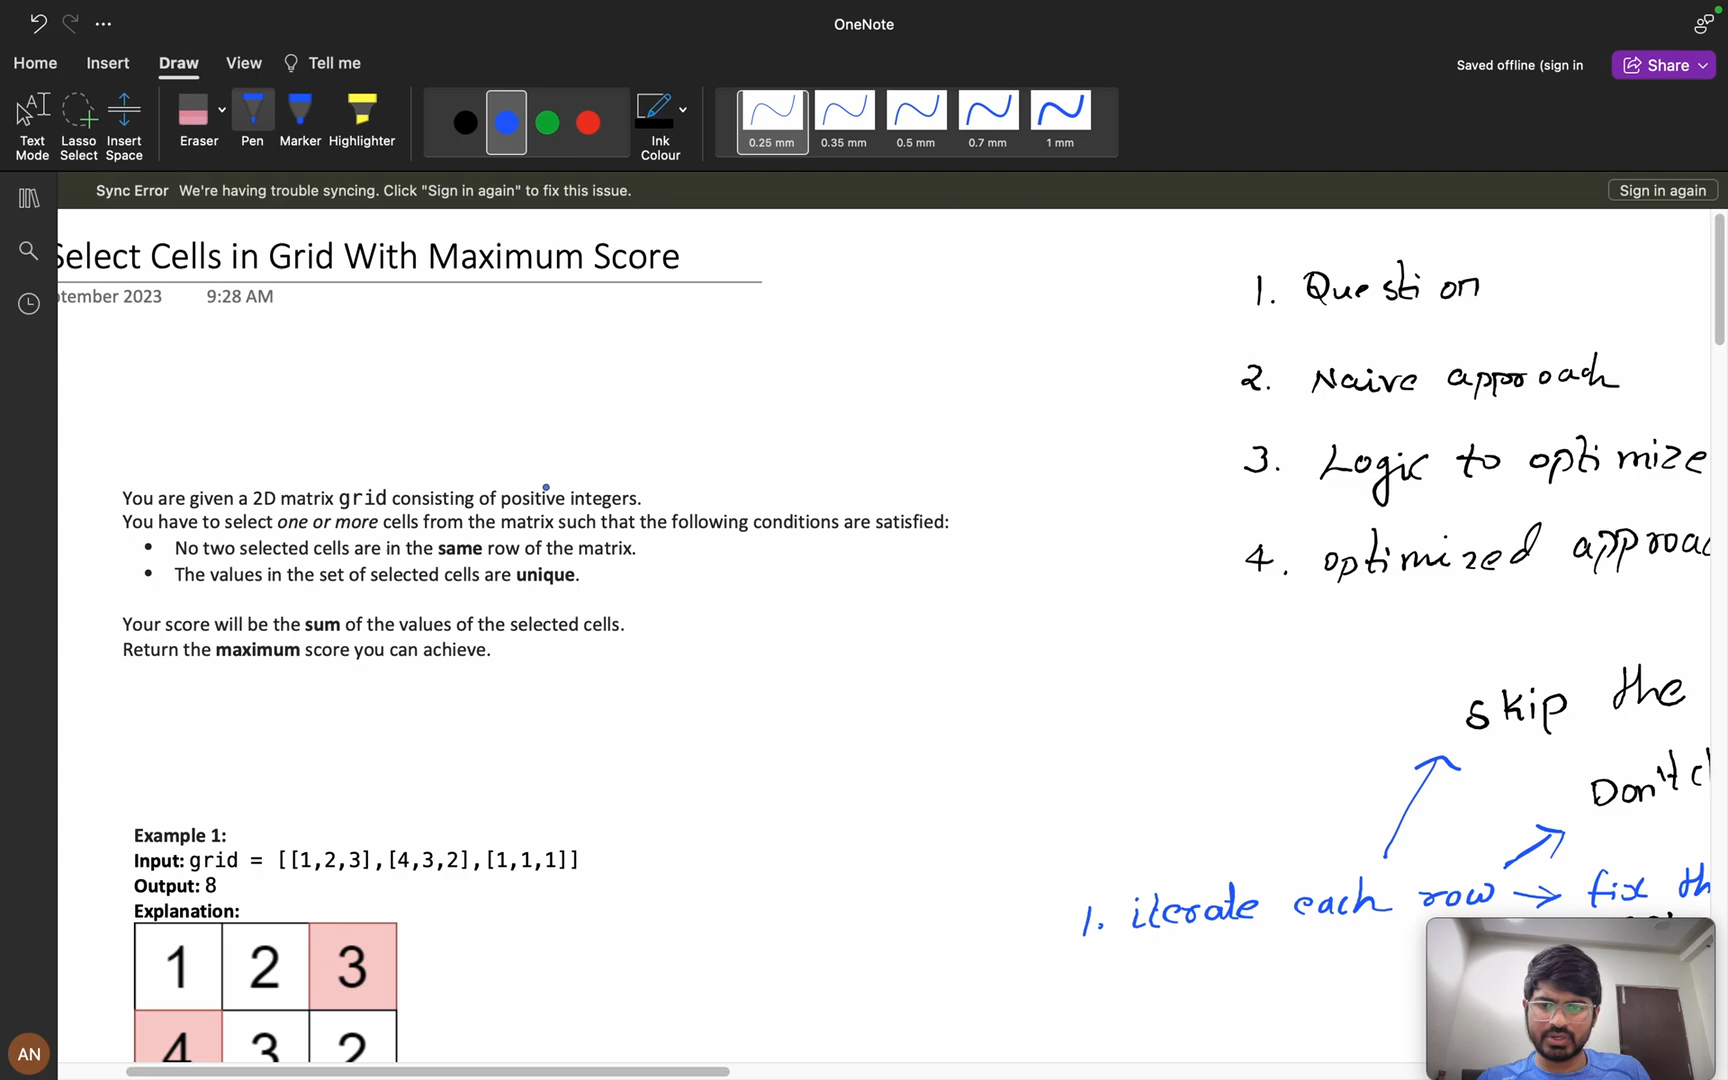 OneNote
Home Insert Draw View Tell me
Saved offline (sign in
Share
Text Mode
Lasso Select
Insert Space
Eraser
Pen
Marker
Highlighter
Ink Colour
0.25 mm 0.35 mm 0.5 mm 0.7 mm 1 mm
Sync Error We're having trouble syncing. Click "Sign in again" to fix this issue.
Sign in again
Select Cells in Grid With Maximum Score
ptember 2023 9:28 AM
You are given a 2D matrix grid consisting of positive integers.
You have to select one or more cells from the matrix such that the following conditions are satisfied:
• No two selected cells are in the same row of the matrix.
• The values in the set of selected cells are unique.
Your score will be the sum of the values of the selected cells.
Return the maximum score you can achieve.
Example 1:
Input: grid = [[1,2,3],[4,3,2],[1,1,1]]
Output: 8
Explanation:
1 2 3
4 3 2
1. Question
2. Naive approach
3. Logic to optimize
4. optimized approac
skip the
Don't c
1. iterate each row → fix th
AN